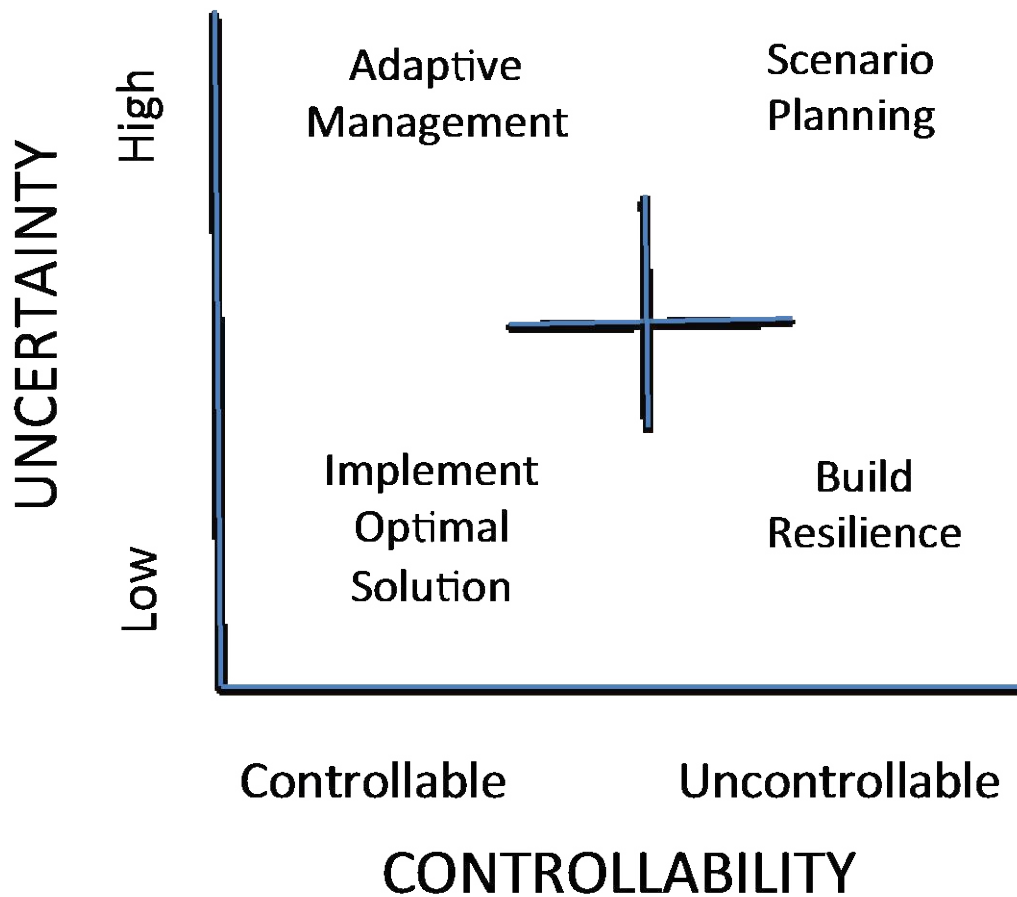 Adaptive
Management
Scenario
Planning
UNCERTAINTY
High
Low
Implement
Optimal
Solution
Build
Resilience
Controllable
Uncontrollable
CONTROLLABILITY